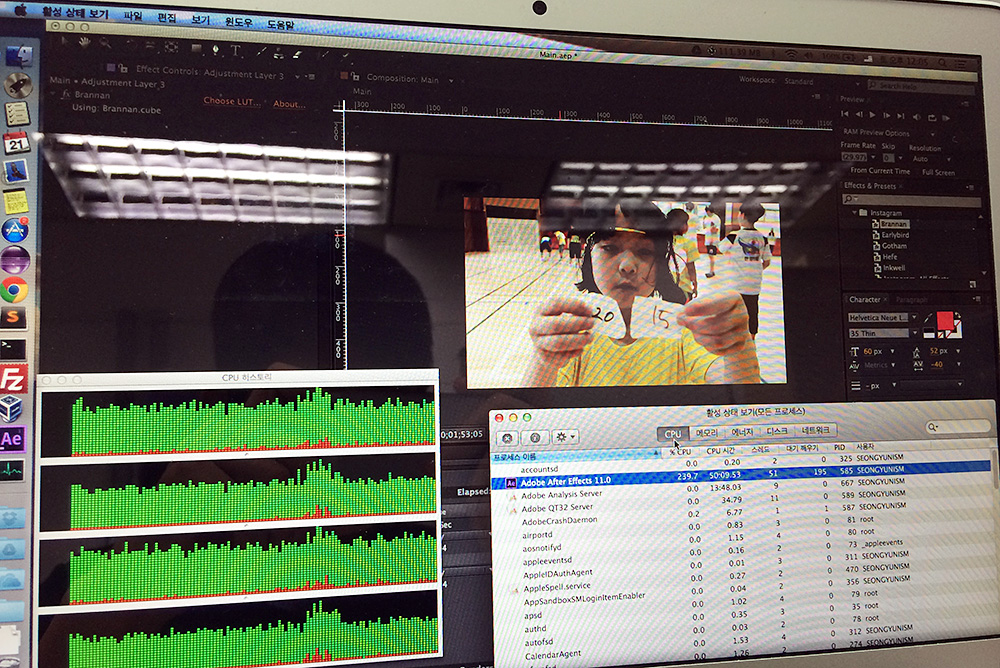 활성 상태 보기 파일 편집 보기 윈도우 도움말
Main.aep *
Effect Controls: Adjustment Layer 3
Main • Adjustment Layer 3
fx Brannan
Using: Brannan.cube
Choose LUT... About...
Composition: Main
Main
Workspace: Standard
Search Help
Preview
RAM Preview Options
Frame Rate Skip Resolution
(29.97) 0 Auto
From Current Time Full Screen
Effects & Presets
Instagram
Brannan
Earlybird
Gotham
Hefe
Inkwell
Character Paragraph
Helvetica Neue
35 Thin
60 px 52 px
Metrics -40
- px
21
S
FZ
Ae
20 15
CPU 히스토리
0;01;53;05
Elapsed:
활성 상태 보기(모든 프로세스)
CPU 메모리 에너지 디스크 네트워크
프로세스 이름 % CPU CPU 시간 스레드 대기 깨우기 PID 사용자
accountsd 0.0 0.20 2 0 325 SEONGYUNISM
Adobe After Effects 11.0 239.7 50:09.53 51 195 565 SEONGYUNISM
Adobe Analysis Server 0.0 13:48.03 9 0 667 SEONGYUNISM
Adobe QT32 Server 0.2 34.79 11 0 589 SEONGYUNISM
AdobeCrashDaemon 0.2 6.77 1 1 587 SEONGYUNISM
airportd 0.0 0.83 3 0 81 root
aosnotifyd 0.0 1.15 4 0 80 root
appleeventsd 0.0 0.16 2 0 73 _appleevents
AppleIDAuthAgent 0.0 0.01 3 0 311 SEONGYUNISM
AppleSpell.service 0.0 0.27 2 0 470 SEONGYUNISM
AppSandboxSMLoginItemEnabler 0.0 0.04 2 0 356 SEONGYUNISM
apsd 0.0 1.02 4 0 79 root
authd 0.0 0.35 3 0 35 root
autofsd 0.0 0.03 2 0 78 root
CalendarAgent 0.0 1.53 4 0 312 SEONGYUNISM
0.0 1.26 2 0 274 SEONGYUNISM